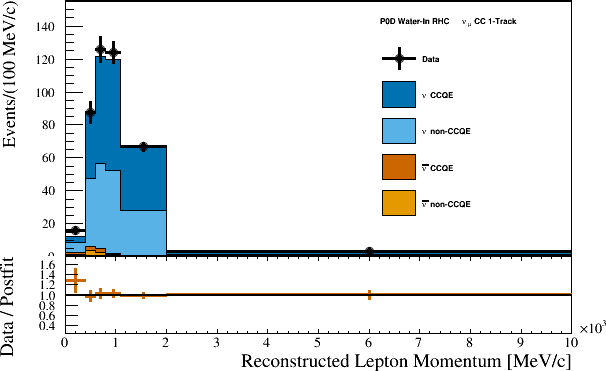 P0D Water-In RHC ν μ CC 1-Track
Data
ν CCQE
ν non-CCQE
ν̅ CCQE
ν̅ non-CCQE
Events/(100 MeV/c)
140
120
100
80
60
40
20
0
Data / Postfit
1.6
1.4
1.2
1.0
0.8
0.6
0.4
0 1 2 3 4 5 6 7 8 9 10
×10³
Reconstructed Lepton Momentum [MeV/c]